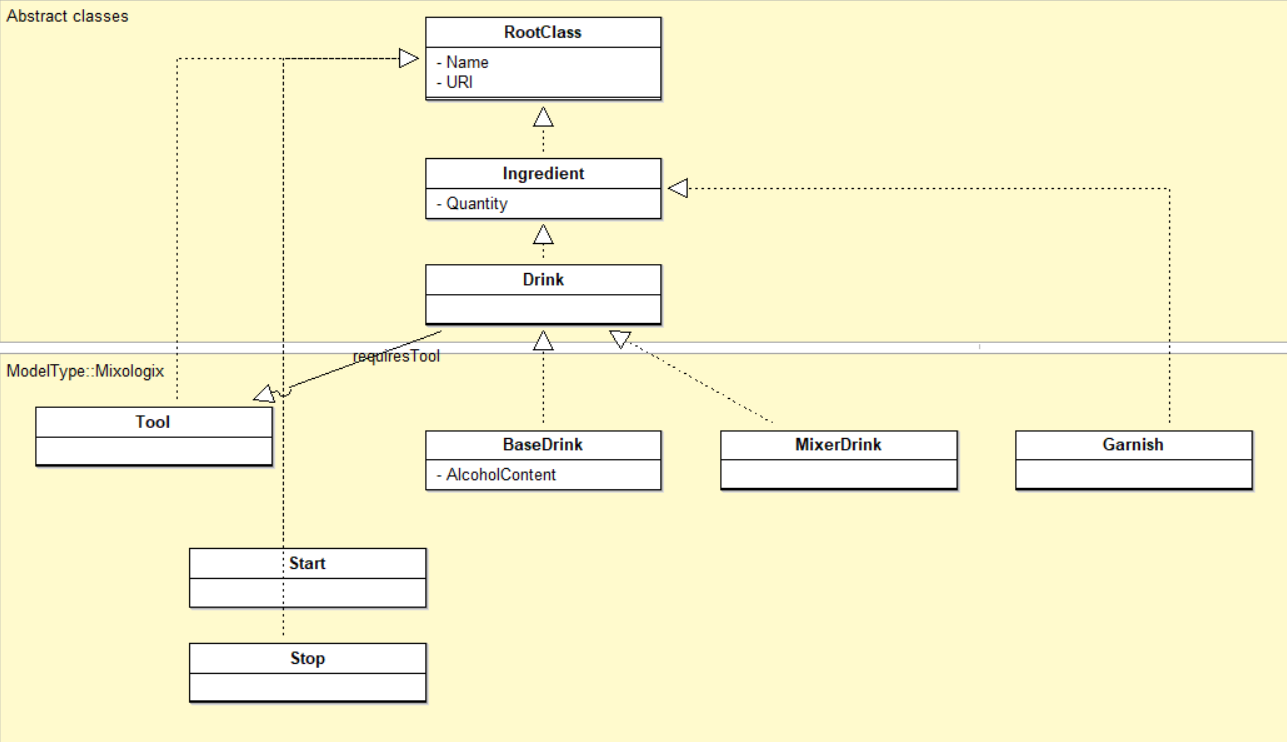 Abstract classes
RootClass
- Name
- URI
Ingredient
- Quantity
Drink
requiresTool
ModelType::Mixologix
Tool
BaseDrink
- AlcoholContent
MixerDrink
Garnish
Start
Stop